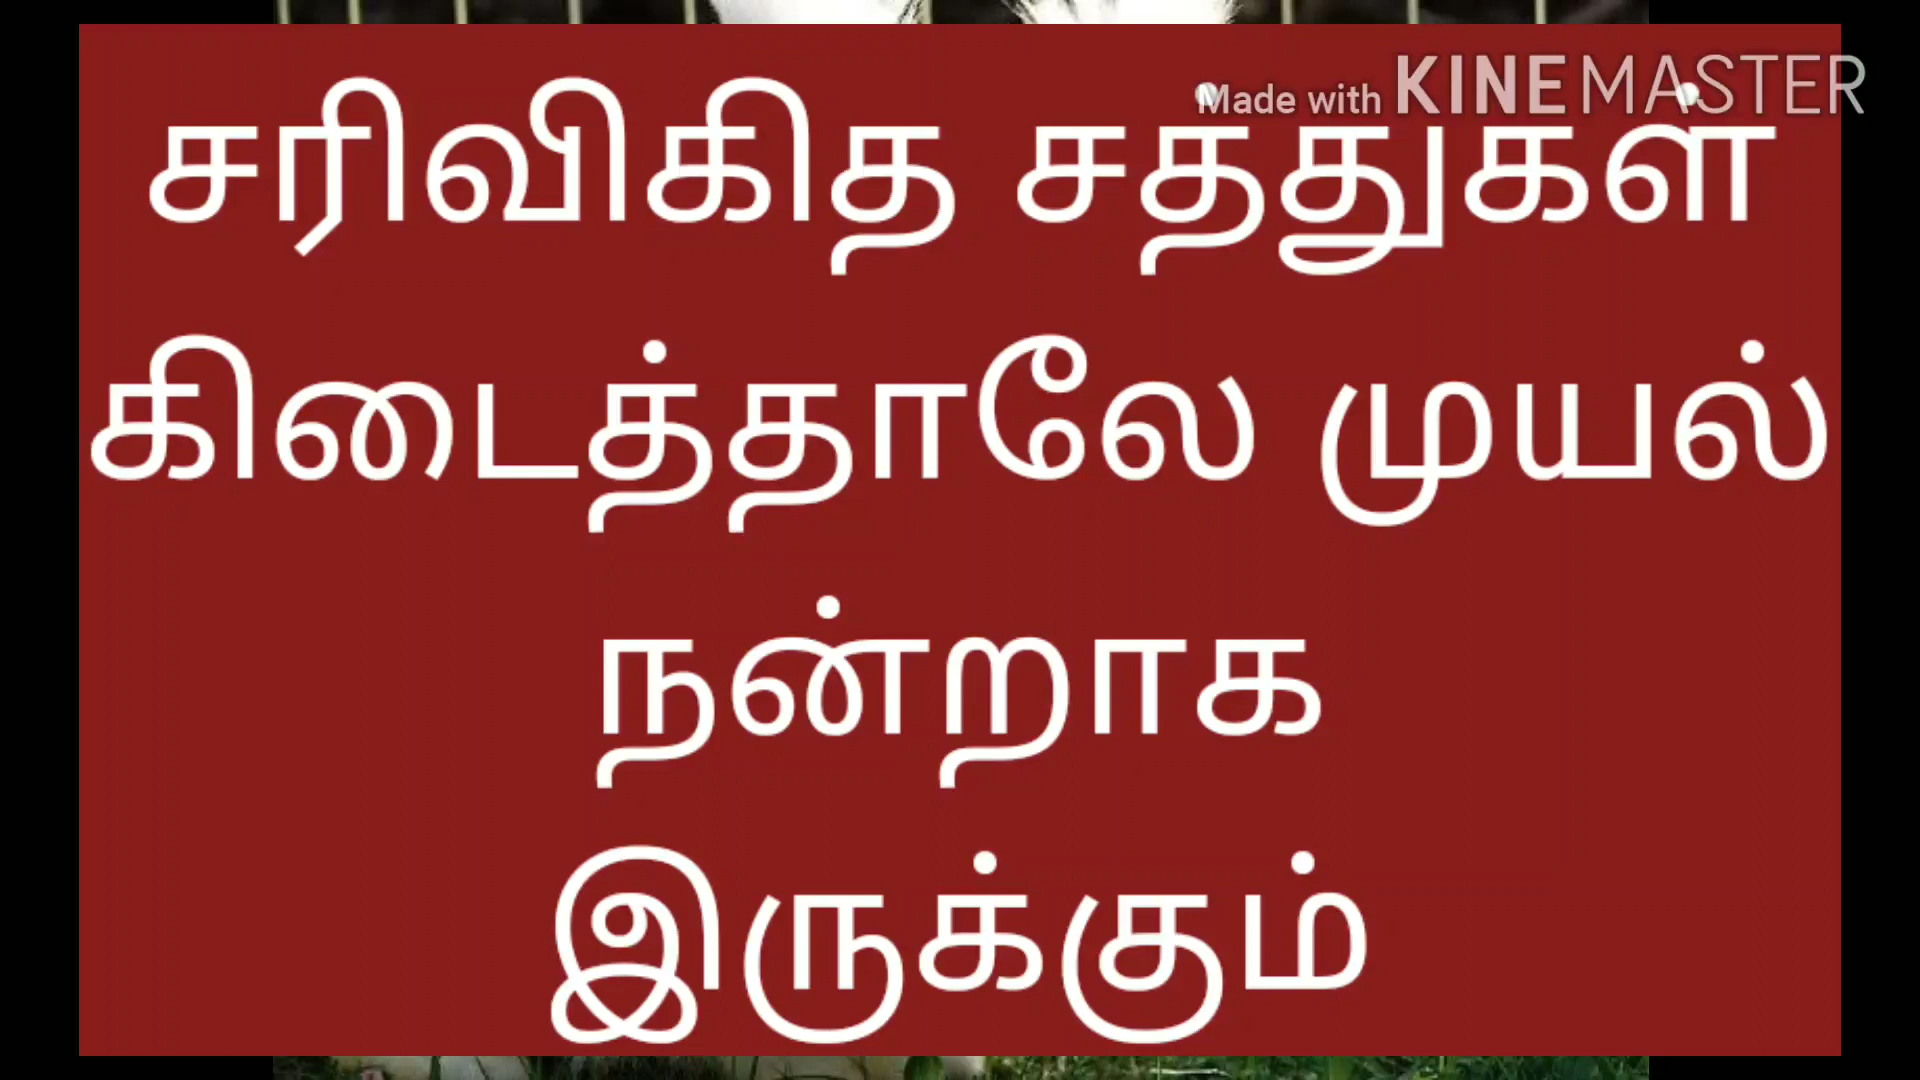 Made with KINEMASTER
சரிவிகித சத்துகள்
கிடைத்தாலே முயல்
நன்றாக
இருக்கும்